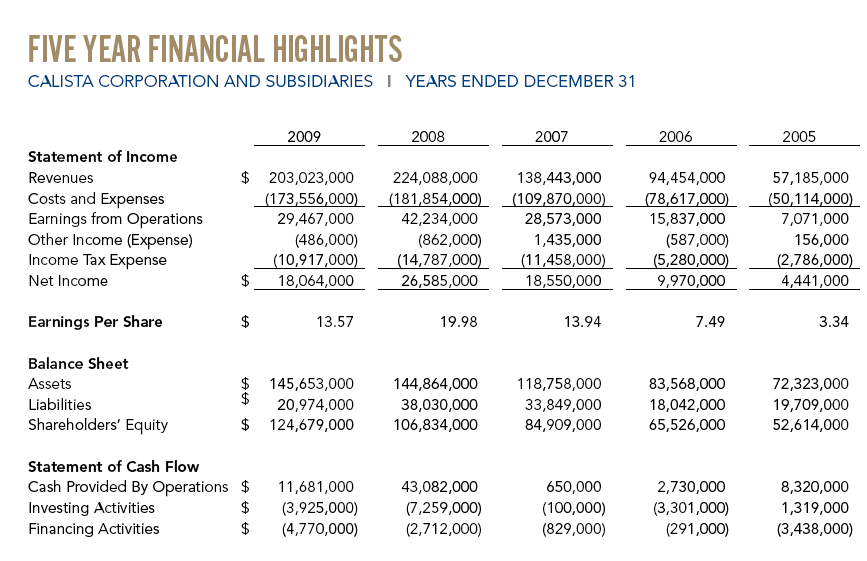 FIVE YEAR FINANCIAL HIGHLIGHTS
CALISTA CORPORATION AND SUBSIDIARIES | YEARS ENDED DECEMBER 31
2009 2008 2007 2006 2005
Statement of Income
Revenues $ 203,023,000 224,088,000 138,443,000 94,454,000 57,185,000
Costs and Expenses (173,556,000) (181,854,000) (109,870,000) (78,617,000) (50,114,000)
Earnings from Operations 29,467,000 42,234,000 28,573,000 15,837,000 7,071,000
Other Income (Expense) (486,000) (862,000) 1,435,000 (587,000) 156,000
Income Tax Expense (10,917,000) (14,787,000) (11,458,000) (5,280,000) (2,786,000)
Net Income $ 18,064,000 26,585,000 18,550,000 9,970,000 4,441,000
Earnings Per Share $ 13.57 19.98 13.94 7.49 3.34
Balance Sheet
Assets $ 145,653,000 144,864,000 118,758,000 83,568,000 72,323,000
Liabilities $ 20,974,000 38,030,000 33,849,000 18,042,000 19,709,000
Shareholders' Equity $ 124,679,000 106,834,000 84,909,000 65,526,000 52,614,000
Statement of Cash Flow
Cash Provided By Operations $ 11,681,000 43,082,000 650,000 2,730,000 8,320,000
Investing Activities $ (3,925,000) (7,259,000) (100,000) (3,301,000) 1,319,000
Financing Activities $ (4,770,000) (2,712,000) (829,000) (291,000) (3,438,000)